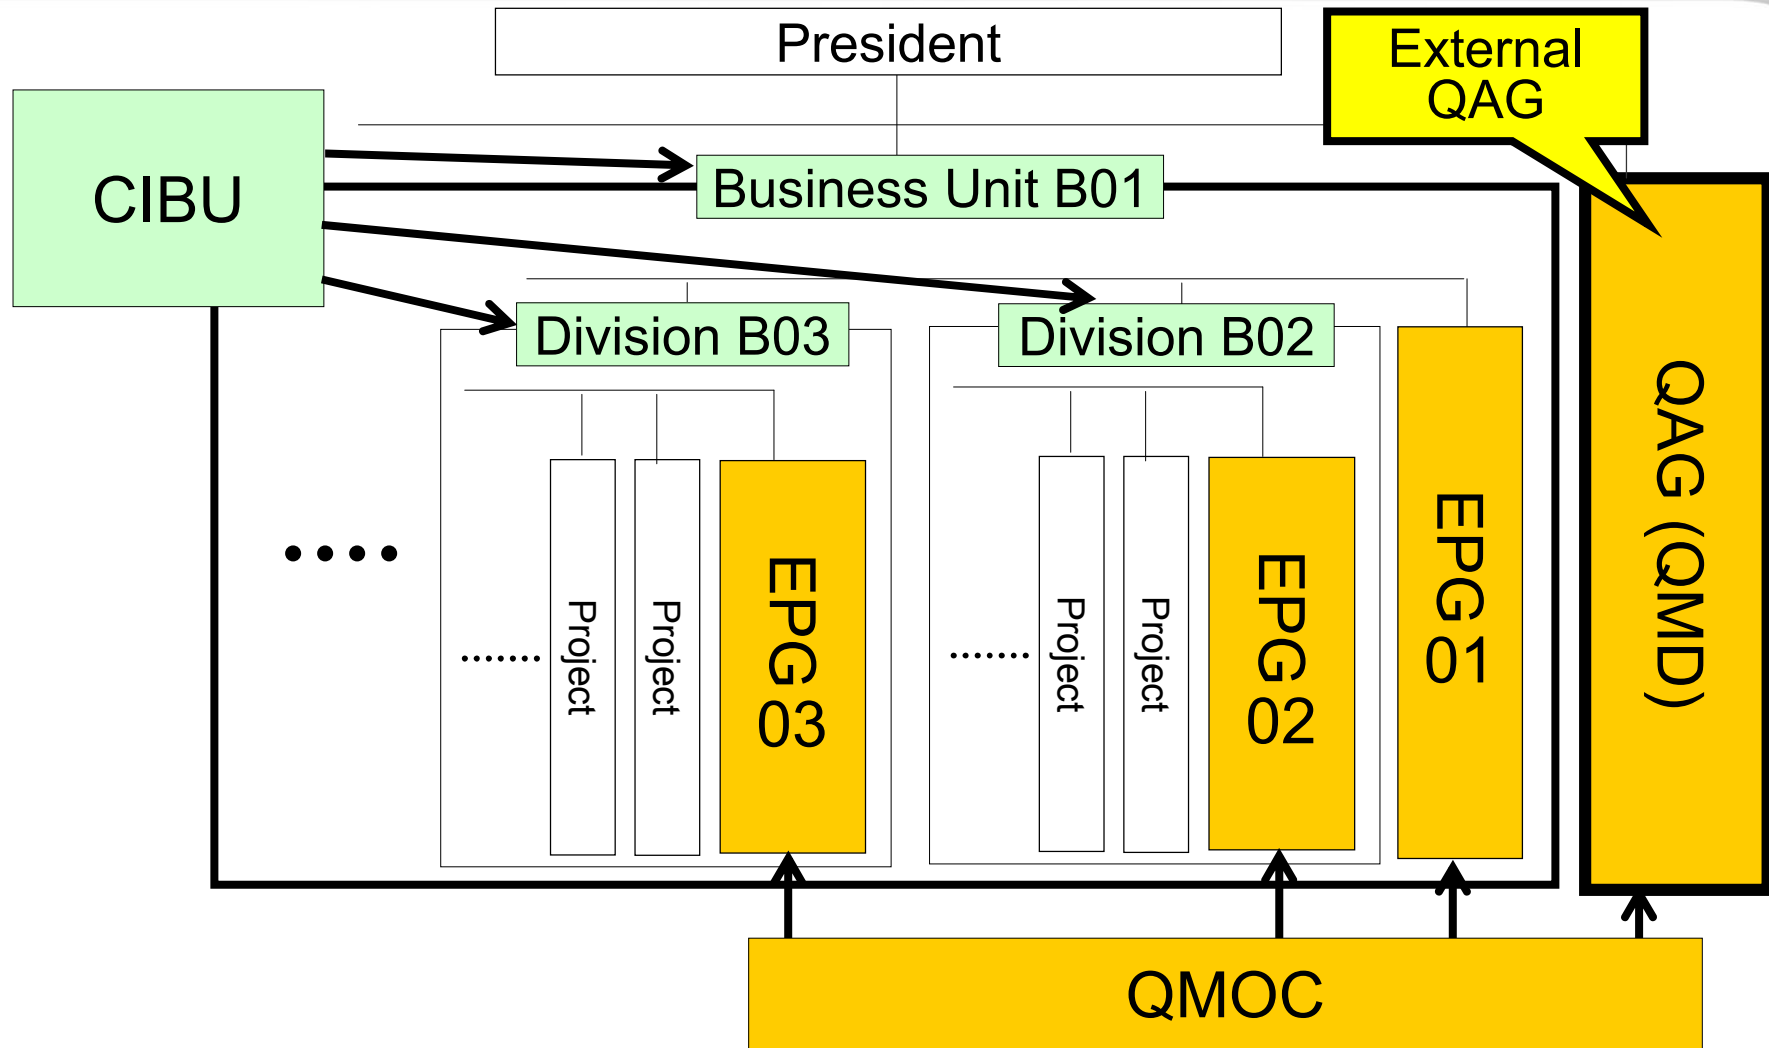 President
External
QAG
CIBU
Business Unit B01
Division B03
Division B02
Project
Project
EPG
03
Project
Project
EPG
02
EPG
01
QAG (QMD)
QMOC